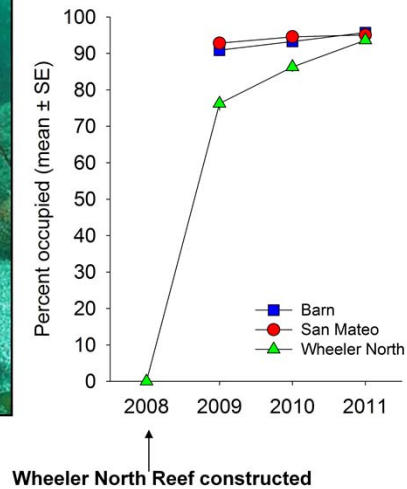 Percent occupied (mean ± SE)
100
90
80
70
60
50
40
30
20
10
0
Barn
San Mateo
Wheeler North
2008 2009 2010 2011
Wheeler North Reef constructed